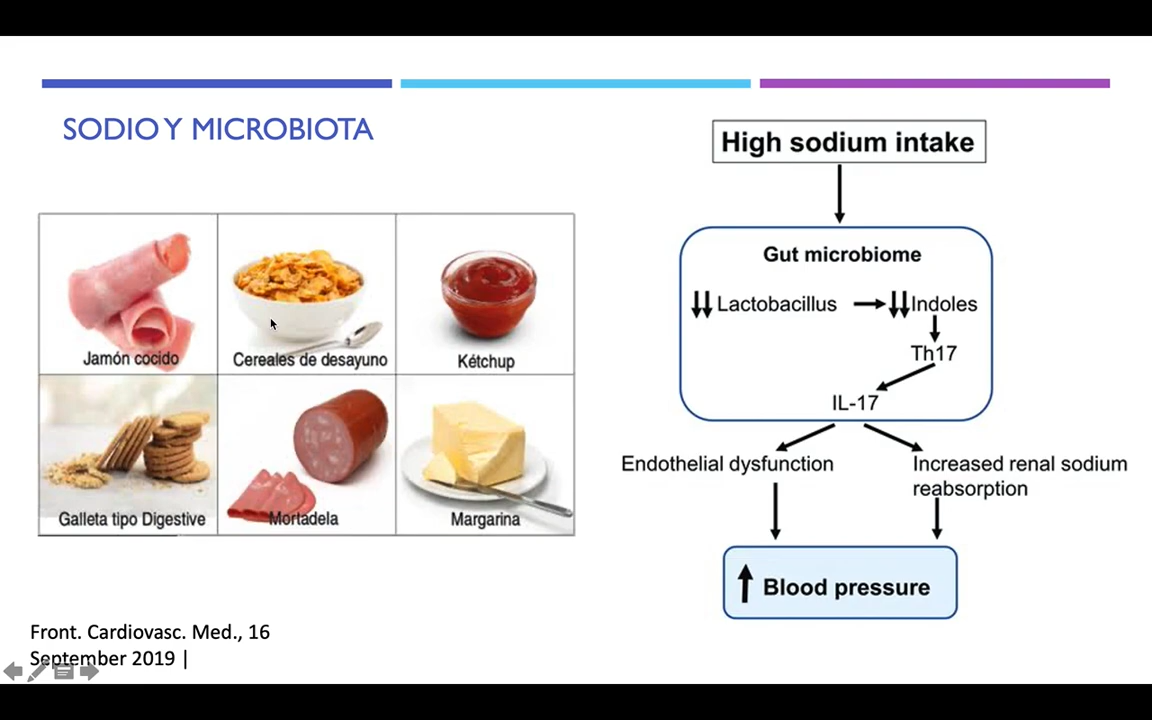 SODIO Y MICROBIOTA
Jamón cocido
Cereales de desayuno
Kétchup
Galleta tipo Digestive
Mortadela
Margarina
High sodium intake
Gut microbiome
Lactobacillus
Indoles
Th17
IL-17
Endothelial dysfunction
Increased renal sodium
reabsorption
Blood pressure
Front. Cardiovasc. Med., 16
September 2019 |